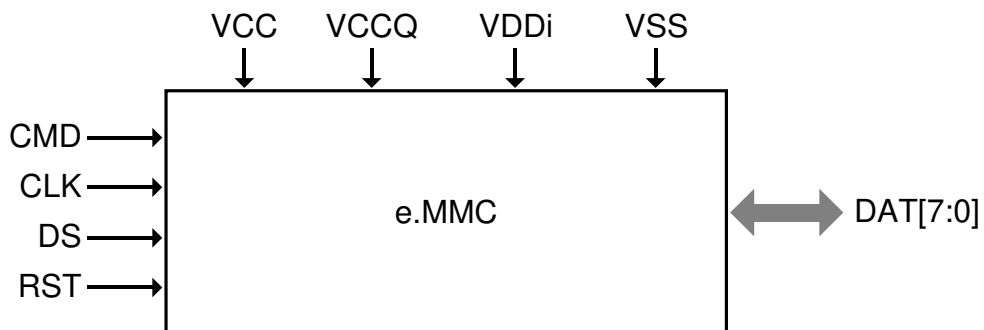 VCC VCCQ VDDi VSS
CMD
CLK
DS
RST
e.MMC
DAT[7:0]